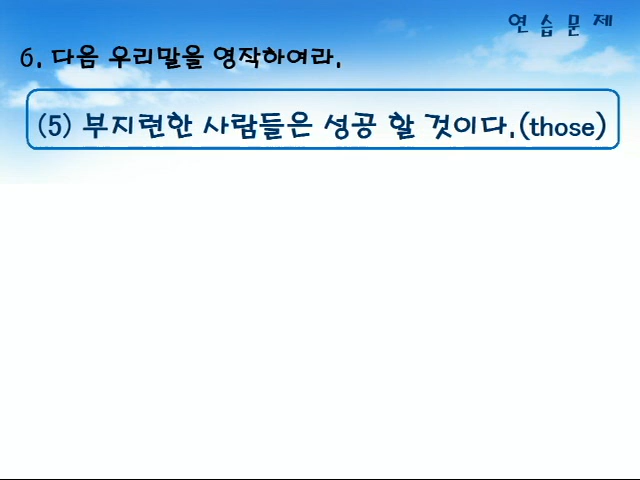 연 습 문 제
6. 다음 우리말을 영작하여라.
(5) 부지런한 사람들은 성공 할 것이다.(those)